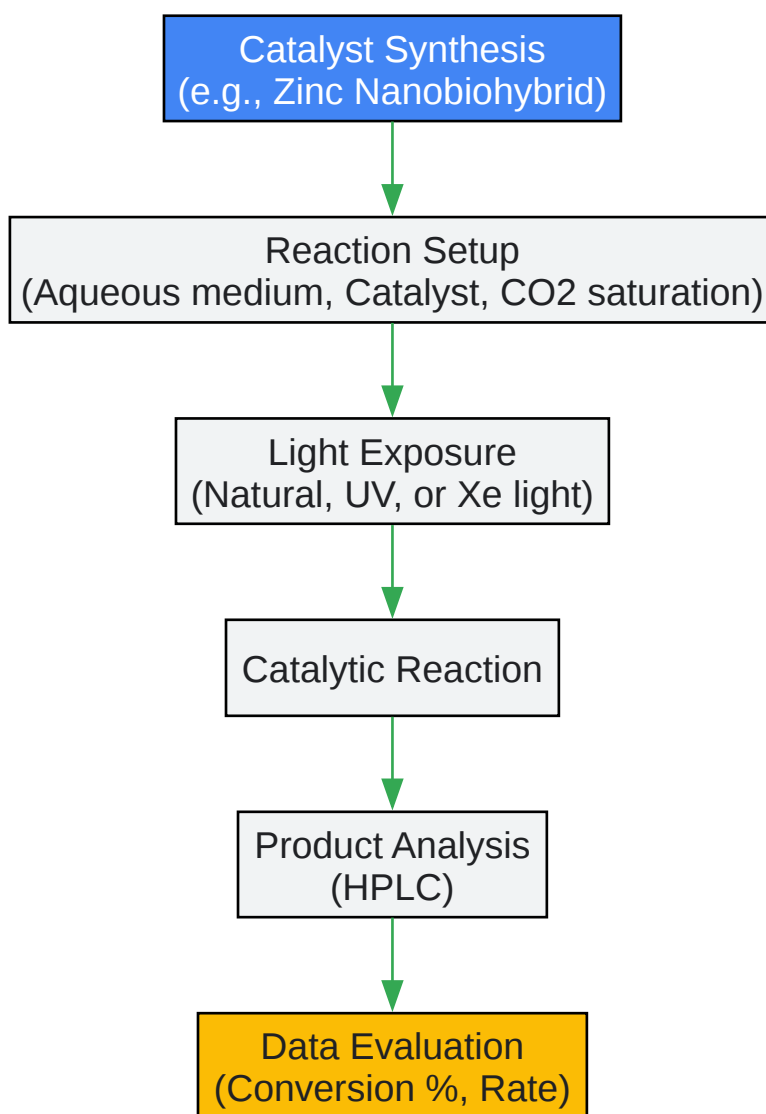 Catalyst Synthesis
(e.g., Zinc Nanobiohybrid)
Reaction Setup
(Aqueous medium, Catalyst, CO2 saturation)
Light Exposure
(Natural, UV, or Xe light)
Catalytic Reaction
Product Analysis
(HPLC)
Data Evaluation
(Conversion %, Rate)